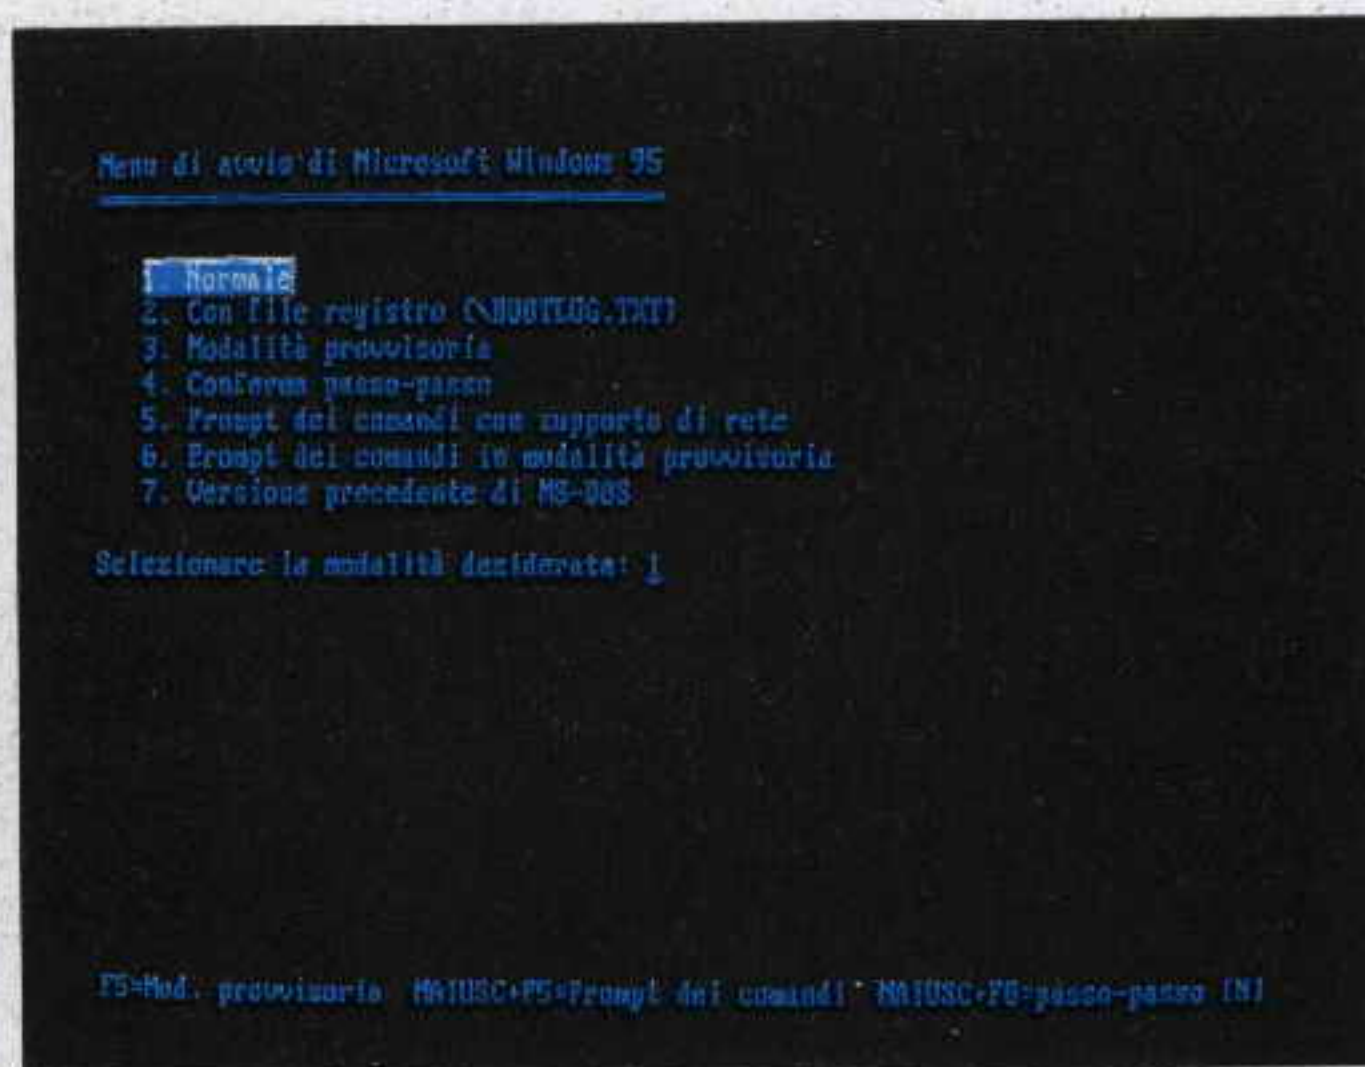 Menu di avvio di Microsoft Windows 95
1. Normale
2. Con file registro (\BOOTLOG.TXT)
3. Modalità provvisoria
4. Conferma passo-passo
5. Prompt dei comandi con supporto di rete
6. Prompt dei comandi in modalità provvisoria
7. Versione precedente di MS-DOS
Selezionare la modalità desiderata: 1
F5=Mod. provvisoria MAIUSC+F5=Prompt dei comandi MAIUSC+F8=passo-passo [N]